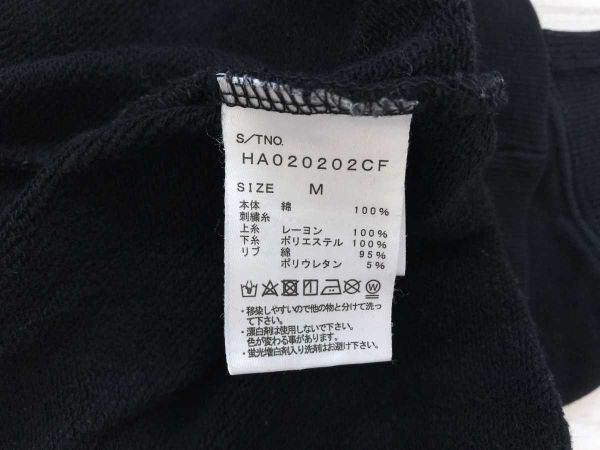 S/TNO.
HA020202CF
SIZE M
本体 綿 100%
刺繍糸
上糸 レーヨン 100%
下糸 ポリエステル 100%
リブ 綿 95%
ポリウレタン 5%
・移染しやすいので他の物と分けて洗っ
て下さい。
・漂白剤は使用しないで下さい。
色が変わる事があります。
・蛍光増白剤入り洗剤はお避け下さい。